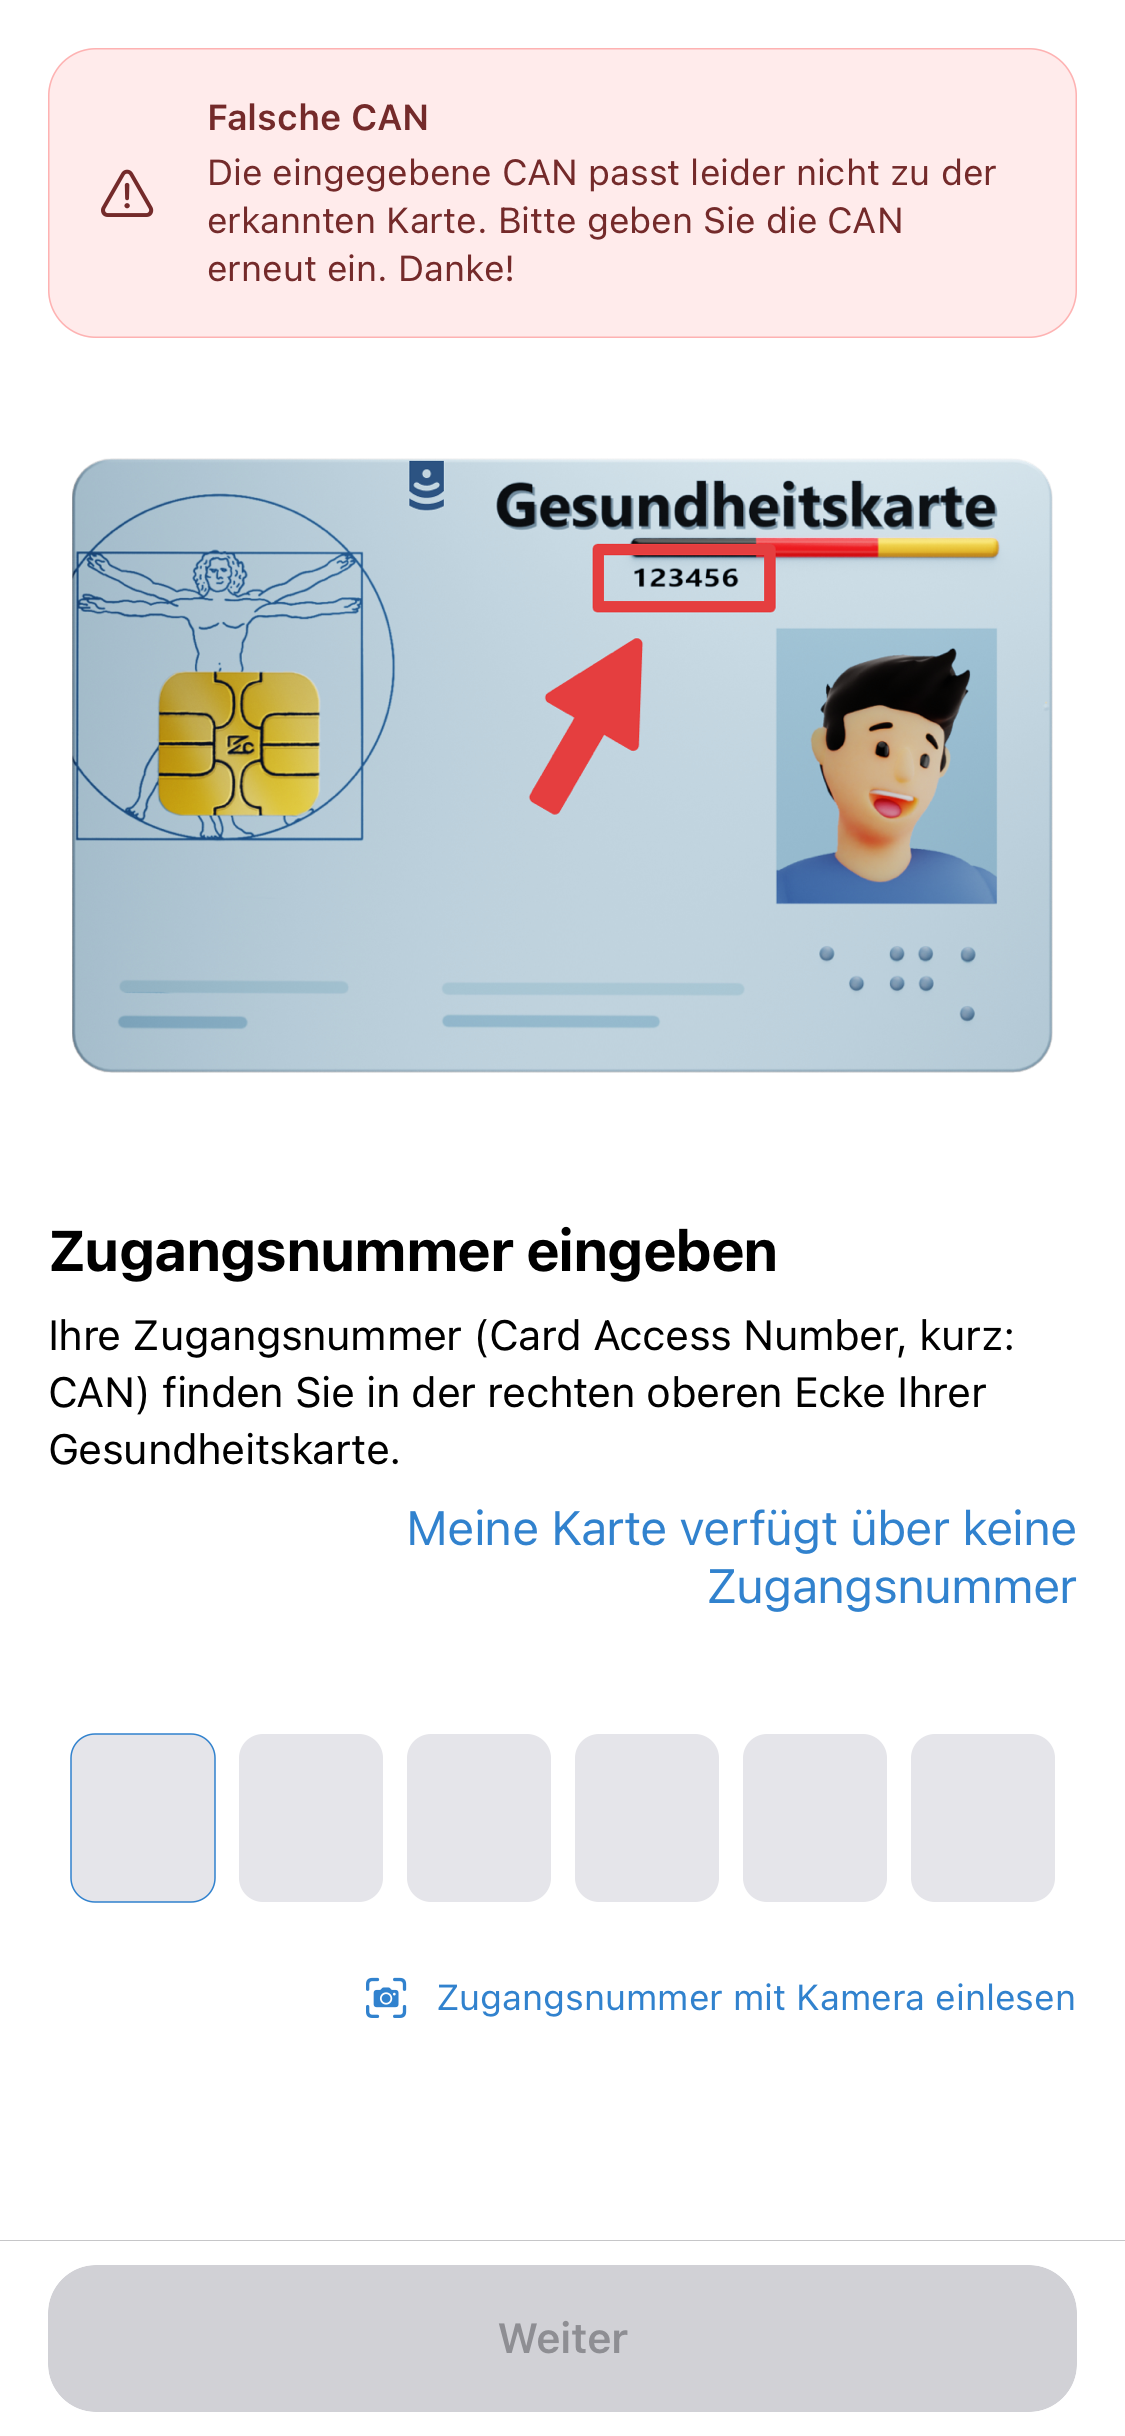 Falsche CAN
Die eingegebene CAN passt leider nicht zu der
erkannten Karte. Bitte geben Sie die CAN
erneut ein. Danke!
Gesundheitskarte
123456
Zugangsnummer eingeben
Ihre Zugangsnummer (Card Access Number, kurz:
CAN) finden Sie in der rechten oberen Ecke Ihrer
Gesundheitskarte.
Meine Karte verfügt über keine
Zugangsnummer
Zugangsnummer mit Kamera einlesen
Weiter